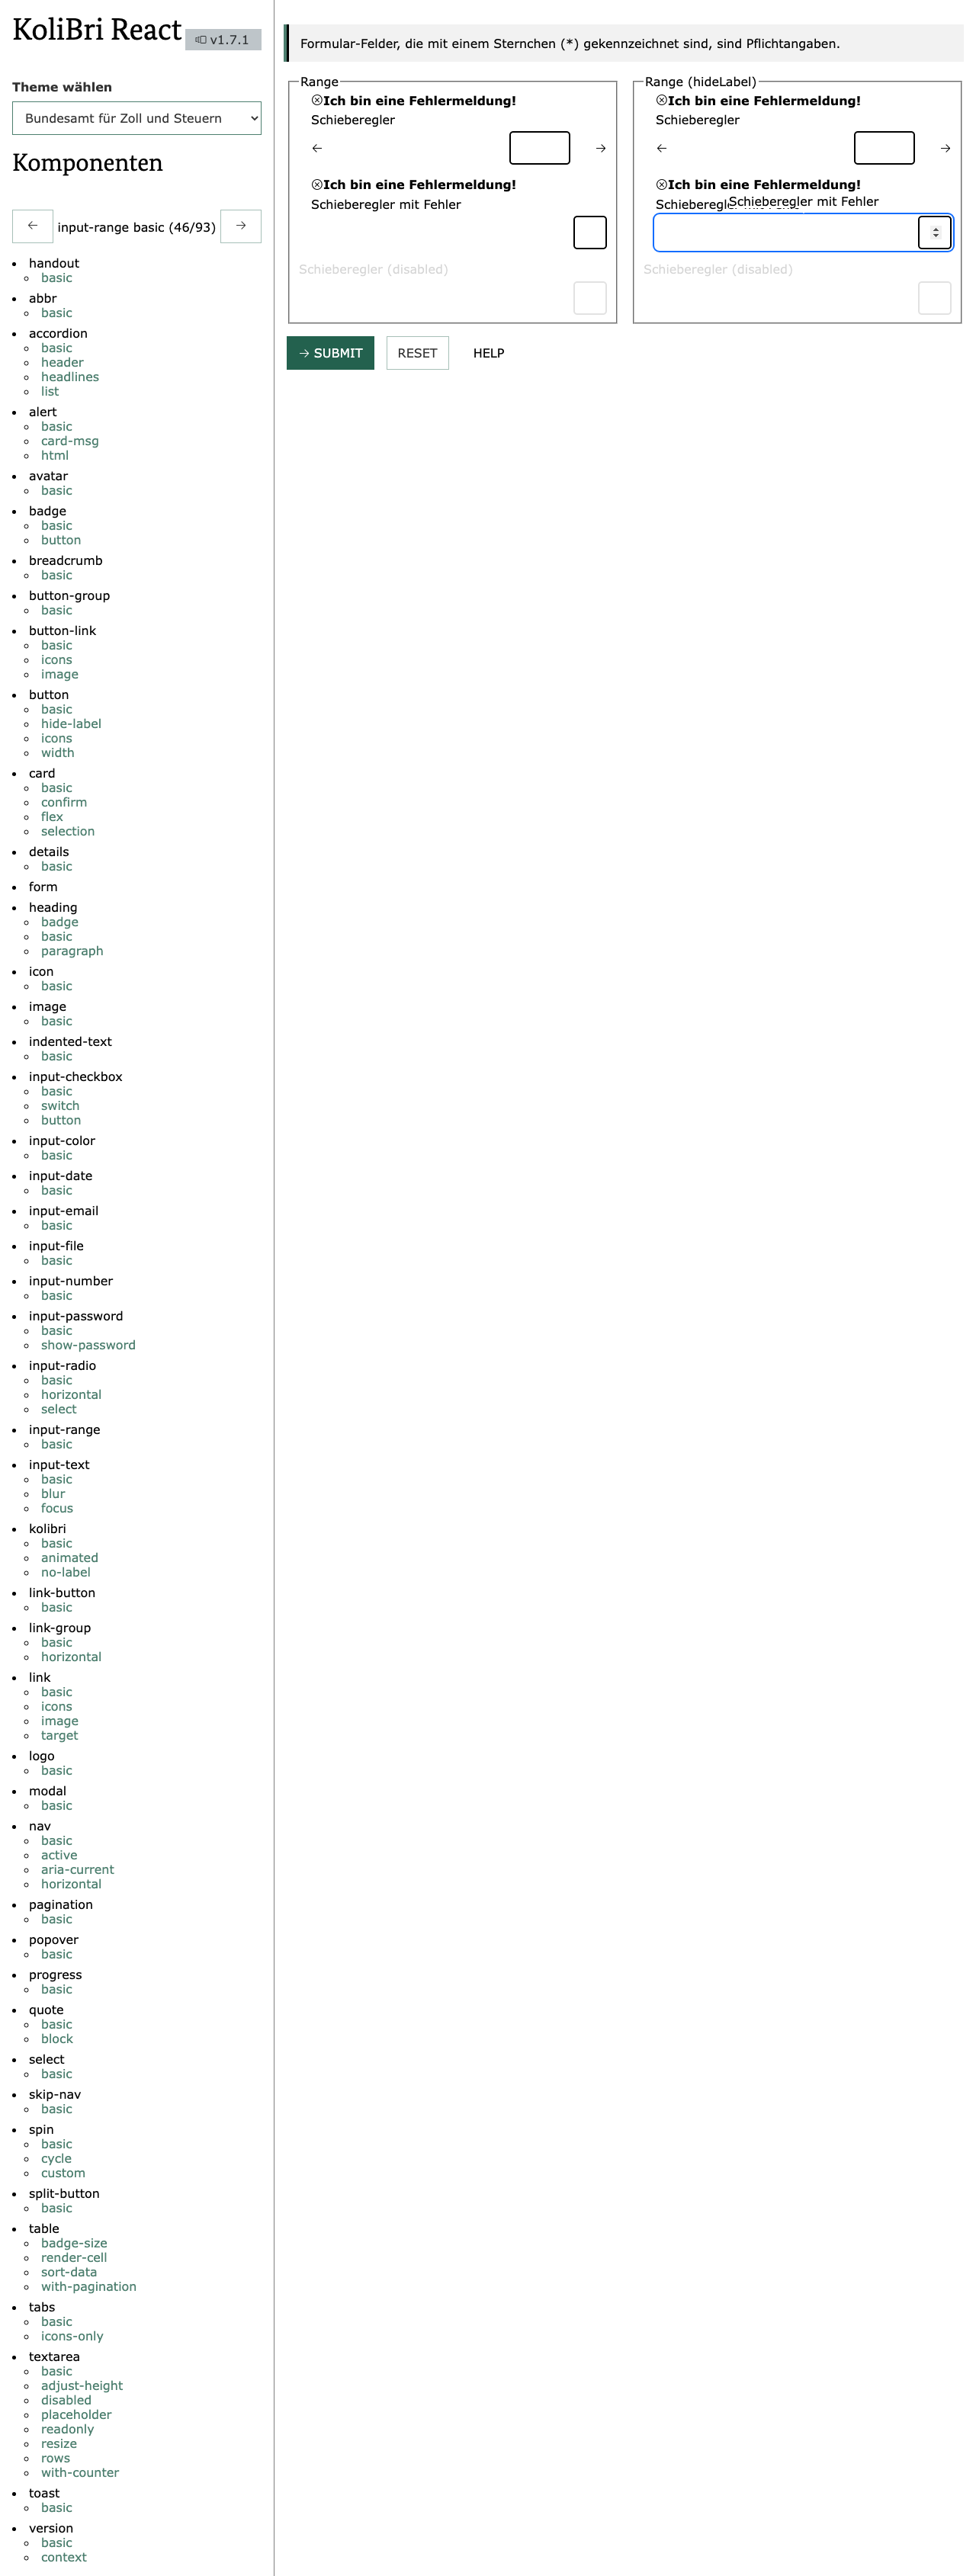 KoliBri React v1.7.1
Theme wählen
Bundesamt für Zoll und Steuern
Komponenten
← input-range basic (46/93) →
handout
basic
abbr
basic
accordion
basic
header
headlines
list
alert
basic
card-msg
html
avatar
basic
badge
basic
button
breadcrumb
basic
button-group
basic
button-link
basic
icons
image
button
basic
hide-label
icons
width
card
basic
confirm
flex
selection
details
basic
form
heading
badge
basic
paragraph
icon
basic
image
basic
indented-text
basic
input-checkbox
basic
switch
button
input-color
basic
input-date
basic
input-email
basic
input-file
basic
input-number
basic
input-password
basic
show-password
input-radio
basic
horizontal
select
input-range
basic
input-text
basic
blur
focus
kolibri
basic
animated
no-label
link-button
basic
link-group
basic
horizontal
link
basic
icons
image
target
logo
basic
modal
basic
nav
basic
active
aria-current
horizontal
pagination
basic
popover
basic
progress
basic
quote
basic
block
select
basic
skip-nav
basic
spin
basic
cycle
custom
split-button
basic
table
badge-size
render-cell
sort-data
with-pagination
tabs
basic
icons-only
textarea
basic
adjust-height
disabled
placeholder
readonly
resize
rows
with-counter
toast
basic
version
basic
context
Formular-Felder, die mit einem Sternchen (*) gekennzeichnet sind, sind Pflichtangaben.
Range
Ich bin eine Fehlermeldung!
Schieberegler
← →
Ich bin eine Fehlermeldung!
Schieberegler mit Fehler
Schieberegler (disabled)
Range (hideLabel)
Ich bin eine Fehlermeldung!
Schieberegler
← →
Ich bin eine Fehlermeldung!
Schieberegler mit Fehler
Schieberegler (disabled)
→ SUBMIT RESET HELP